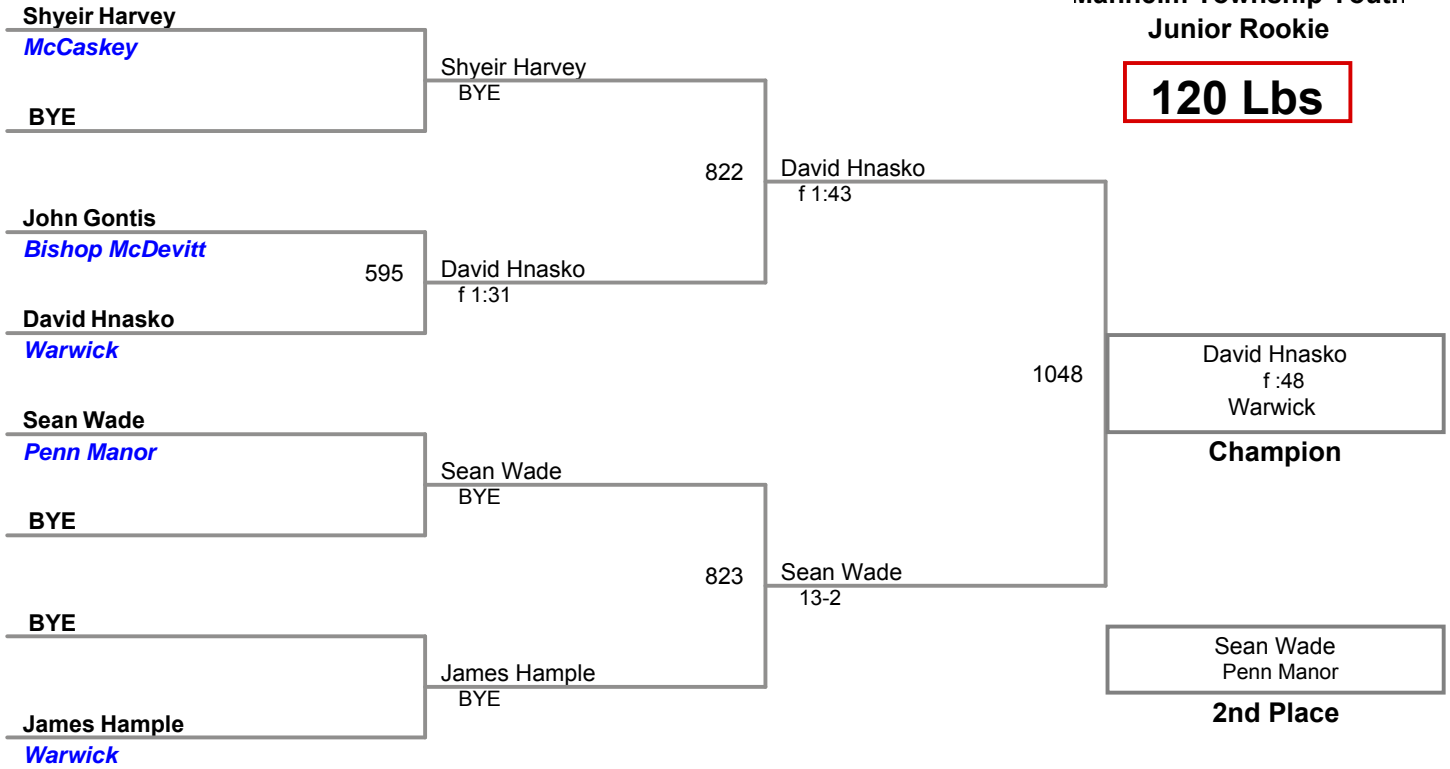 Manheim Township Youth
Junior Rookie
120 Lbs
Shyeir Harvey
McCaskey
Shyeir Harvey
BYE
BYE
822
David Hnasko
f 1:43
John Gontis
Bishop McDevitt
595
David Hnasko
f 1:31
David Hnasko
Warwick
1048
David Hnasko
f :48
Warwick
Champion
Sean Wade
Penn Manor
Sean Wade
BYE
BYE
823
Sean Wade
13-2
BYE
James Hample
BYE
Sean Wade
Penn Manor
2nd Place
James Hample
Warwick